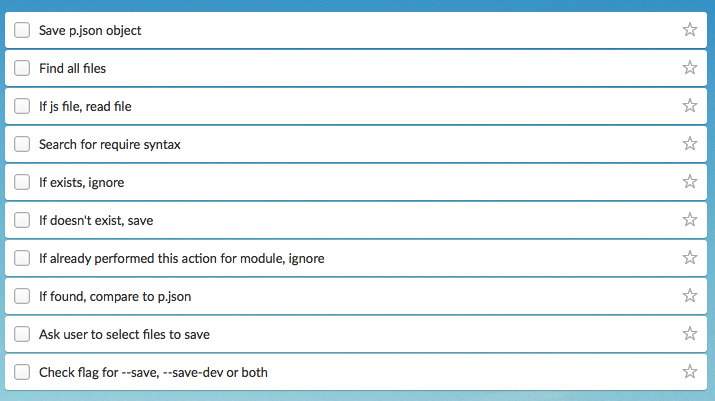 Save p.json object
Find all files
If js file, read file
Search for require syntax
If exists, ignore
If doesn't exist, save
If already performed this action for module, ignore
If found, compare to p.json
Ask user to select files to save
Check flag for --save, --save-dev or both